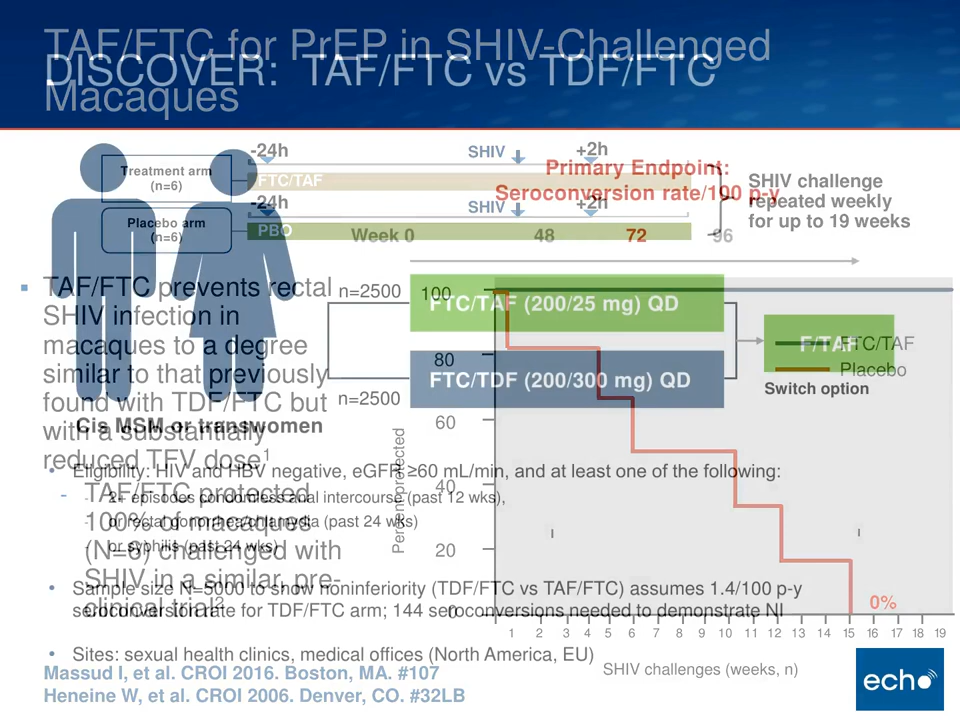 TAF/FTC for PrEP in SHIV-Challenged
Macaques
DISCOVER: TAF/FTC vs TDF/FTC
Treatment arm
(n=6)
Placebo arm
(n=6)
-24h
SHIV
+2h
FTC/TAF
-24h
SHIV
+2h
PBO
SHIV challenge
repeated weekly
for up to 19 weeks
Primary Endpoint:
Seroconversion rate/100 p-y
Week 0
48
72
96
TAF/FTC prevents rectal
SHIV infection in
macaques to a degree
similar to that previously
found with TDF/FTC but
with a substantially
reduced TFV dose1
- TAF/FTC protected
100% of macaques
(N=6) challenged with
SHIV in a similar, pre-
clinical trial2
n=2500
FTC/TAF (200/25 mg) QD
n=2500
FTC/TDF (200/300 mg) QD
F/TAF
Switch option
FTC/TAF
Placebo
Cis MSM or transwomen
• Eligibility: HIV and HBV negative, eGFR ≥60 mL/min, and at least one of the following:
- 2+ episodes condomless anal intercourse (past 12 wks),
- or rectal gonorrhea/chlamydia (past 24 wks)
- or syphilis (past 24 wks)
• Sample size N=5000 to show noninferiority (TDF/FTC vs TAF/FTC) assumes 1.4/100 p-y
seroconversion rate for TDF/FTC arm; 144 seroconversions needed to demonstrate NI
• Sites: sexual health clinics, medical offices (North America, EU)
Percent protected
100
80
60
40
20
0
0%
1 2 3 4 5 6 7 8 9 10 11 12 13 14 15 16 17 18 19
SHIV challenges (weeks, n)
Massud I, et al. CROI 2016. Boston, MA. #107
Heneine W, et al. CROI 2006. Denver, CO. #32LB
echo